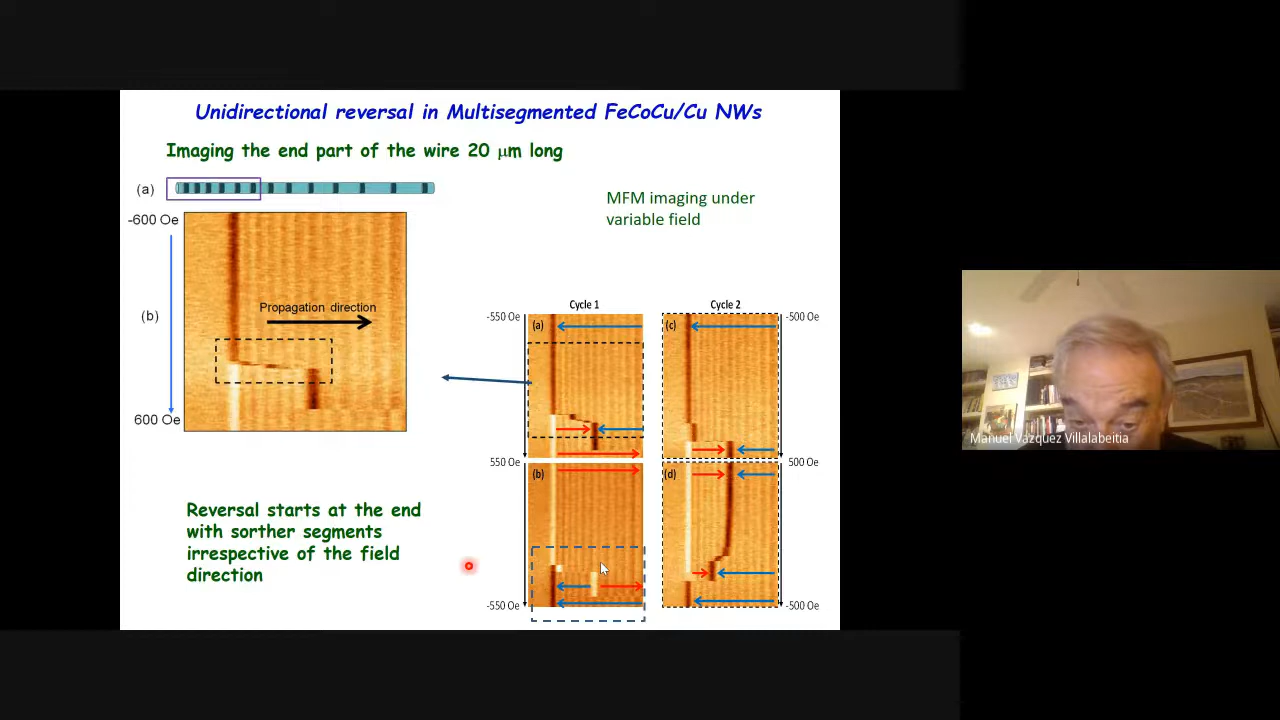 Unidirectional reversal in Multisegmented FeCoCu/Cu NWs
Imaging the end part of the wire 20 μm long
(a)
MFM imaging under
variable field
-600 Oe
Propagation direction
(b)
600 Oe
Cycle 1
Cycle 2
-550 Oe
(a)
(c)
-500 Oe
550 Oe
(b)
(d)
500 Oe
-550 Oe
-500 Oe
Reversal starts at the end
with sorther segments
irrespective of the field
direction
Manuel Vázquez Villalabeitia